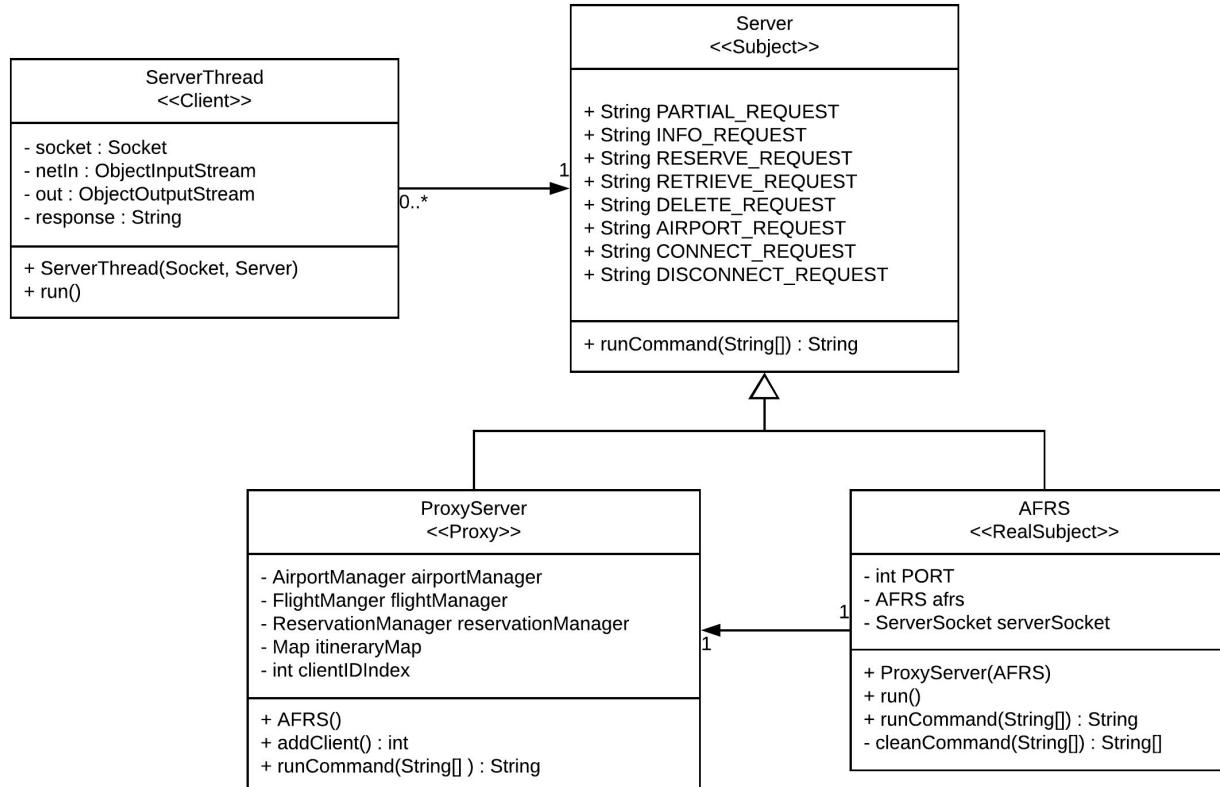 ServerThread
<<Client>>
- socket : Socket
- netIn : ObjectInputStream
- out : ObjectOutputStream
- response : String
+ ServerThread(Socket, Server)
+ run()
0..*
1
Server
<<Subject>>
+ String PARTIAL_REQUEST
+ String INFO_REQUEST
+ String RESERVE_REQUEST
+ String RETRIEVE_REQUEST
+ String DELETE_REQUEST
+ String AIRPORT_REQUEST
+ String CONNECT_REQUEST
+ String DISCONNECT_REQUEST
+ runCommand(String[]) : String
ProxyServer
<<Proxy>>
- AirportManager airportManager
- FlightManger flightManager
- ReservationManager reservationManager
- Map itineraryMap
- int clientIDIndex
+ AFRS()
+ addClient() : int
+ runCommand(String[] ) : String
1
1
AFRS
<<RealSubject>>
- int PORT
- AFRS afrs
- ServerSocket serverSocket
+ ProxyServer(AFRS)
+ run()
+ runCommand(String[]) : String
- cleanCommand(String[]) : String[]